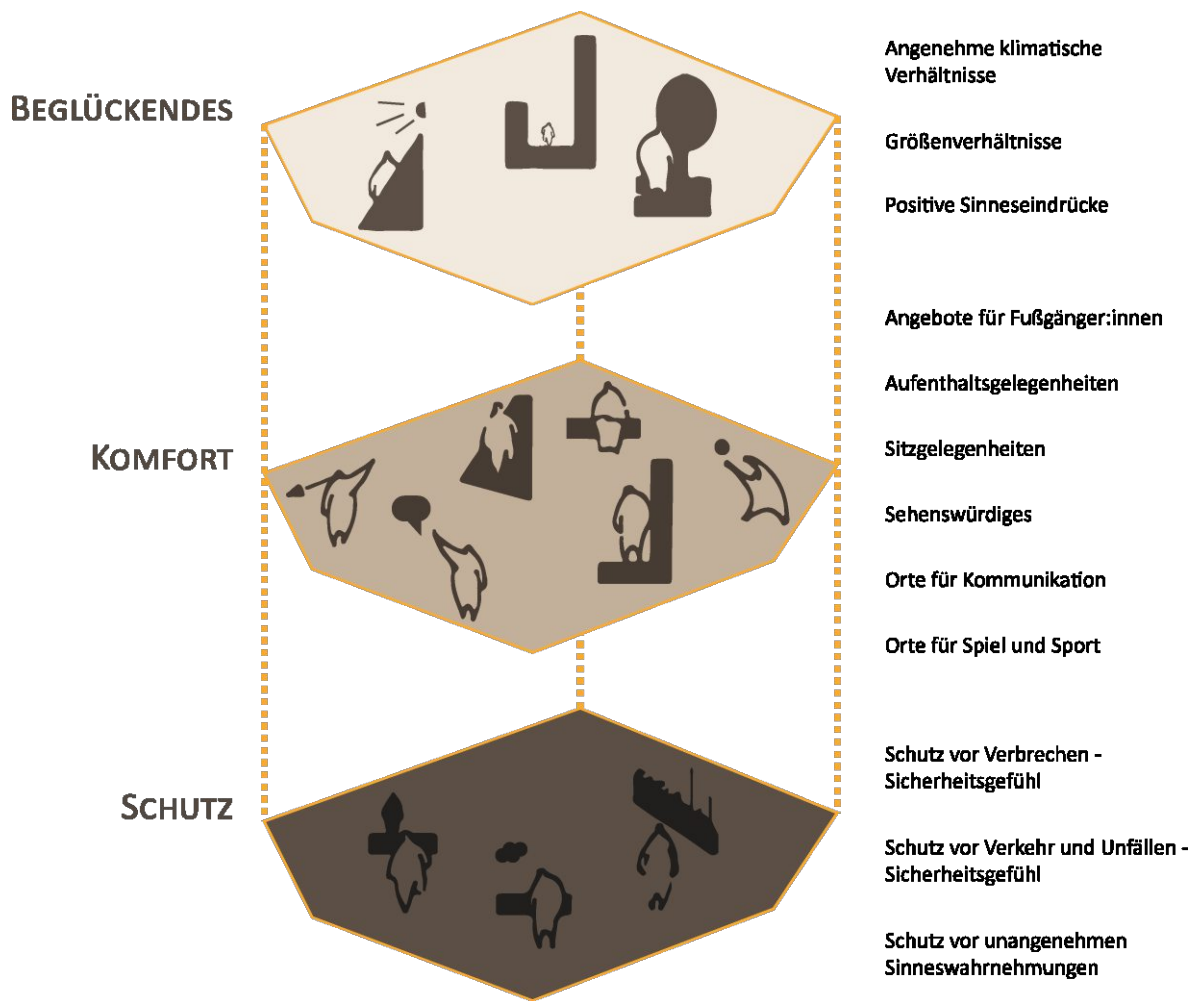 BEGLÜCKENDES
Angenehme klimatische
Verhältnisse
Größenverhältnisse
Positive Sinneseindrücke
KOMFORT
Angebote für Fußgänger:innen
Aufenthaltsgelegenheiten
Sitzgelegenheiten
Sehenswürdiges
Orte für Kommunikation
Orte für Spiel und Sport
SCHUTZ
Schutz vor Verbrechen -
Sicherheitsgefühl
Schutz vor Verkehr und Unfällen -
Sicherheitsgefühl
Schutz vor unangenehmen
Sinneswahrnehmungen